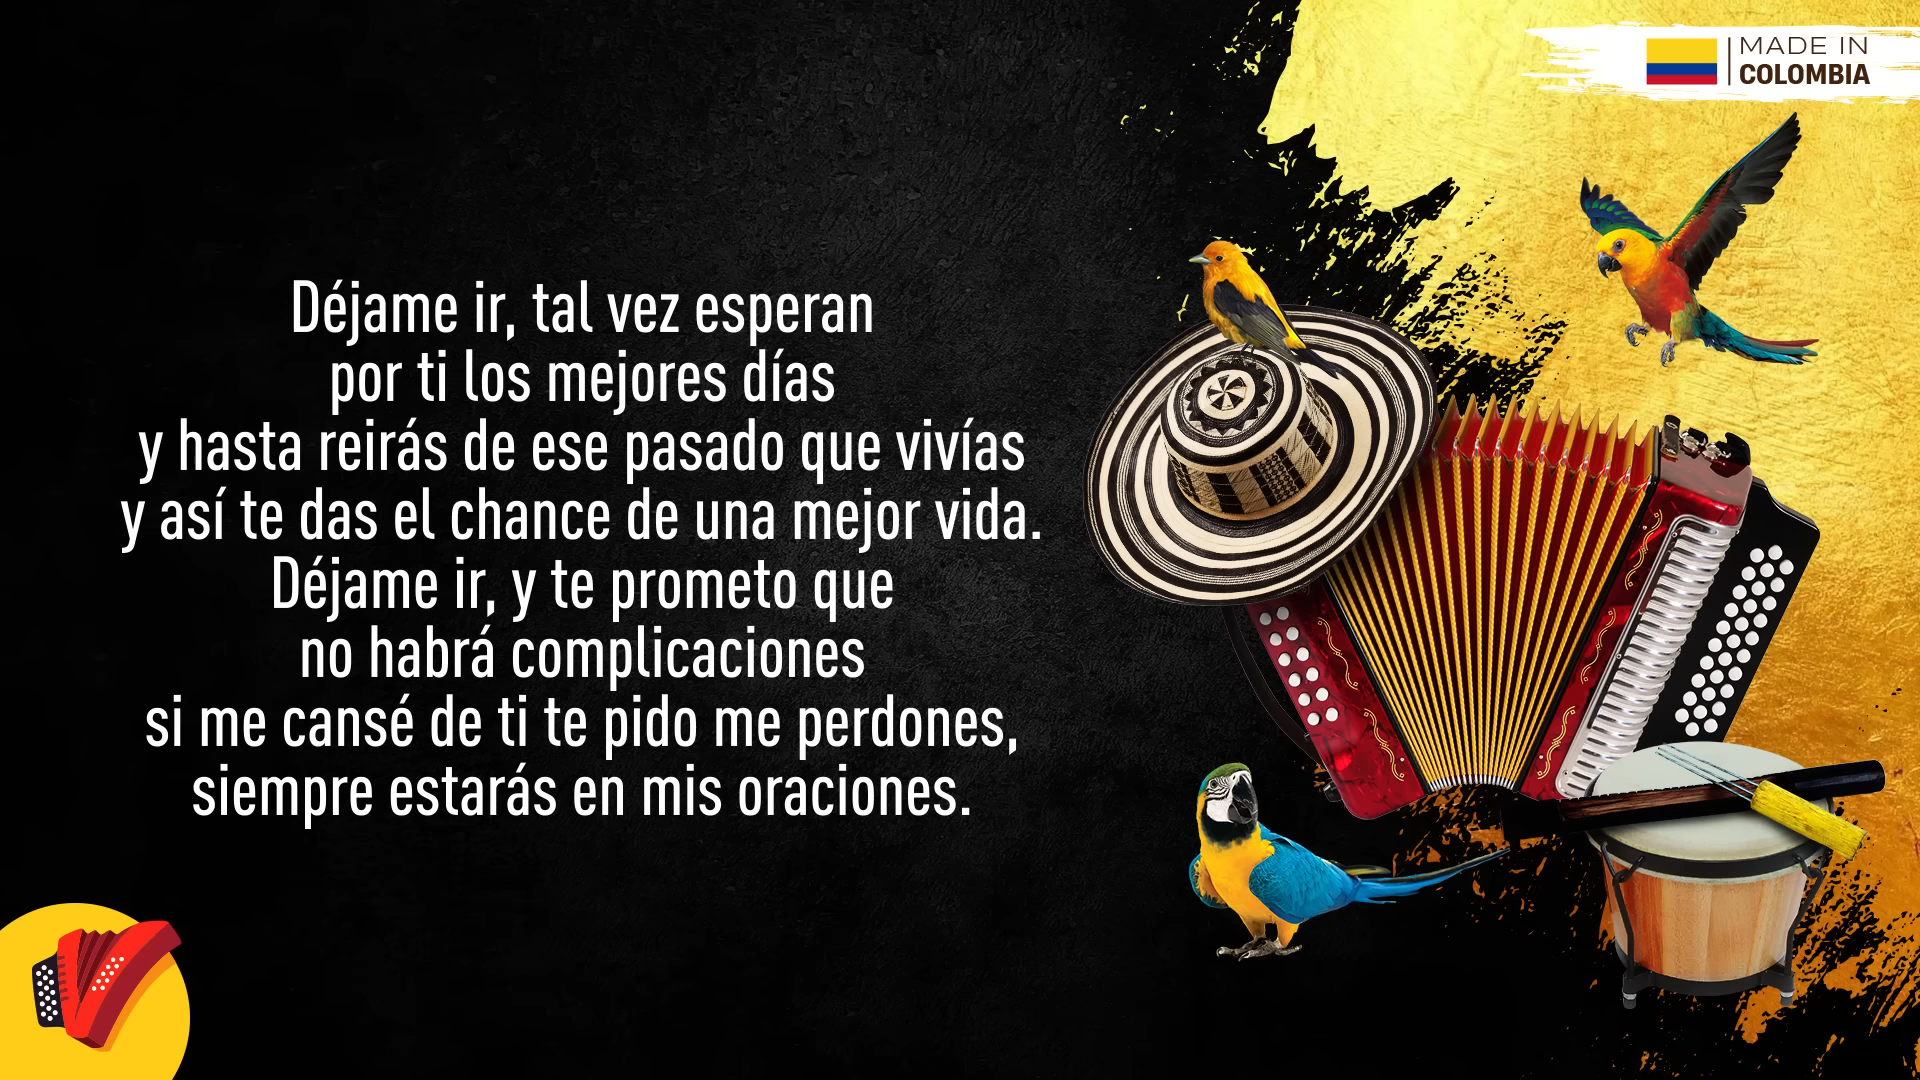 MADE IN
COLOMBIA
Déjame ir, tal vez esperan
por ti los mejores días
y hasta reirás de ese pasado que vivías
y así te das el chance de una mejor vida.
Déjame ir, y te prometo que
no habrá complicaciones
si me cansé de ti te pido me perdones,
siempre estarás en mis oraciones.